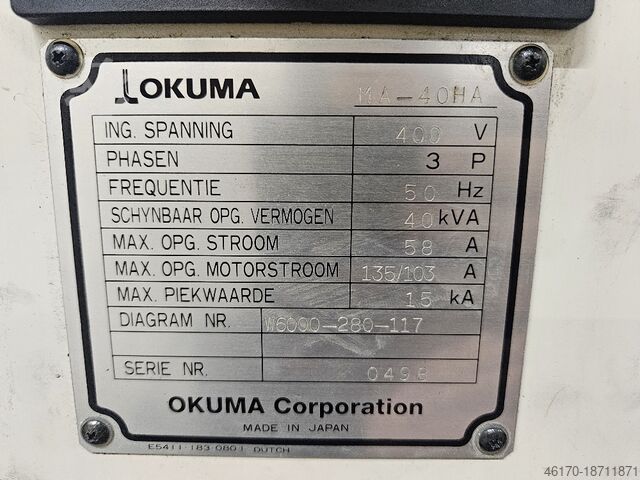 OKUMA MA-40HA
ING. SPANNING 400 V
PHASEN 3 P
FREQUENTIE 50 Hz
SCHYNBAAR OPG. VERMOGEN 40 kVA
MAX. OPG. STROOM 58 A
MAX. OPG. MOTORSTROOM 135/103 A
MAX. PIEKWAARDE 15 kA
DIAGRAM NR. W6000-280-117
SERIE NR. 0498
OKUMA Corporation
MADE IN JAPAN
E5411-183-080J DUTCH
46170-18711871